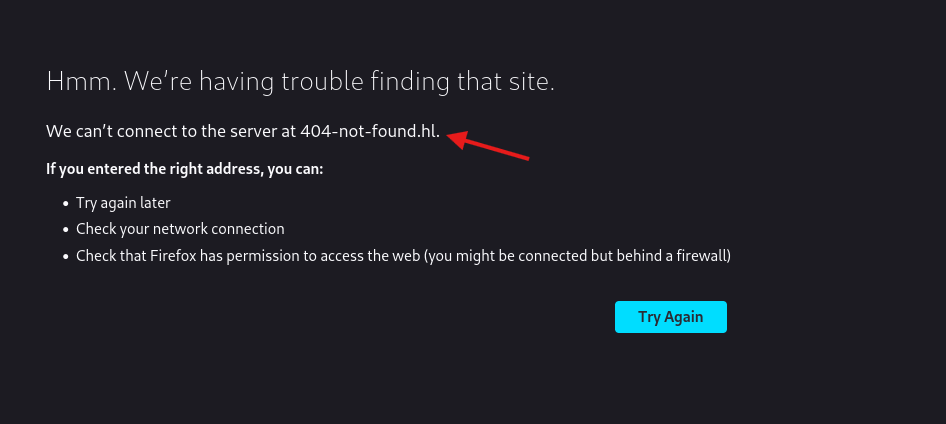 Hmm. We’re having trouble finding that site.
We can’t connect to the server at 404-not-found.hl.
If you entered the right address, you can:
• Try again later
• Check your network connection
• Check that Firefox has permission to access the web (you might be connected but behind a firewall)
Try Again